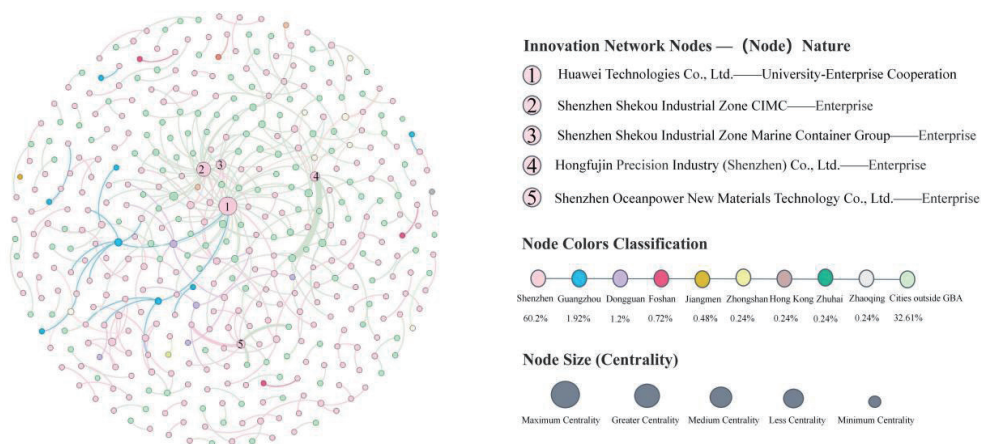 Innovation Network Nodes — (Node) Nature
1 Huawei Technologies Co., Ltd.——University-Enterprise Cooperation
2 Shenzhen Shekou Industrial Zone CIMC——Enterprise
3 Shenzhen Shekou Industrial Zone Marine Container Group——Enterprise
4 Hongfujin Precision Industry (Shenzhen) Co., Ltd.——Enterprise
5 Shenzhen Oceanpower New Materials Technology Co., Ltd.——Enterprise
3
2
4
1
5
Node Colors Classification
Shenzhen Guangzhou Dongguan Foshan Jiangmen Zhongshan Hong Kong Zhuhai Zhaoqing Cities outside GBA
60.2% 1.92% 1.2% 0.72% 0.48% 0.24% 0.24% 0.24% 0.24% 32.61%
Node Size (Centrality)
Maximum Centrality Greater Centrality Medium Centrality Less Centrality Minimum Centrality